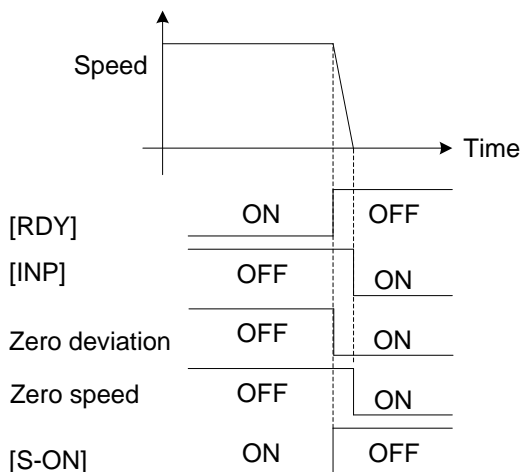 Speed
Time
[RDY] ON OFF
[INP] OFF ON
Zero deviation OFF ON
Zero speed OFF ON
[S-ON] ON OFF